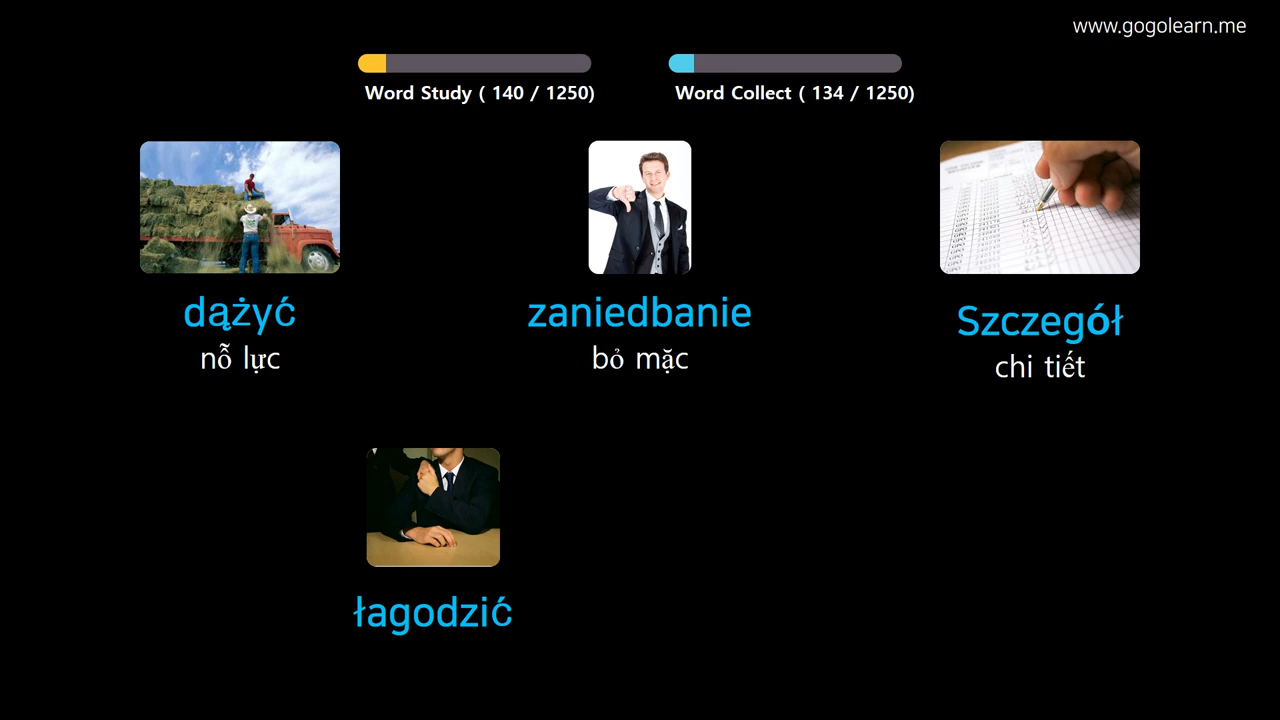 www.gogolearn.me
Word Study ( 140 / 1250)
Word Collect ( 134 / 1250)
dążyć
nỗ lực
zaniedbanie
bỏ mặc
Szczegół
chi tiết
łagodzić